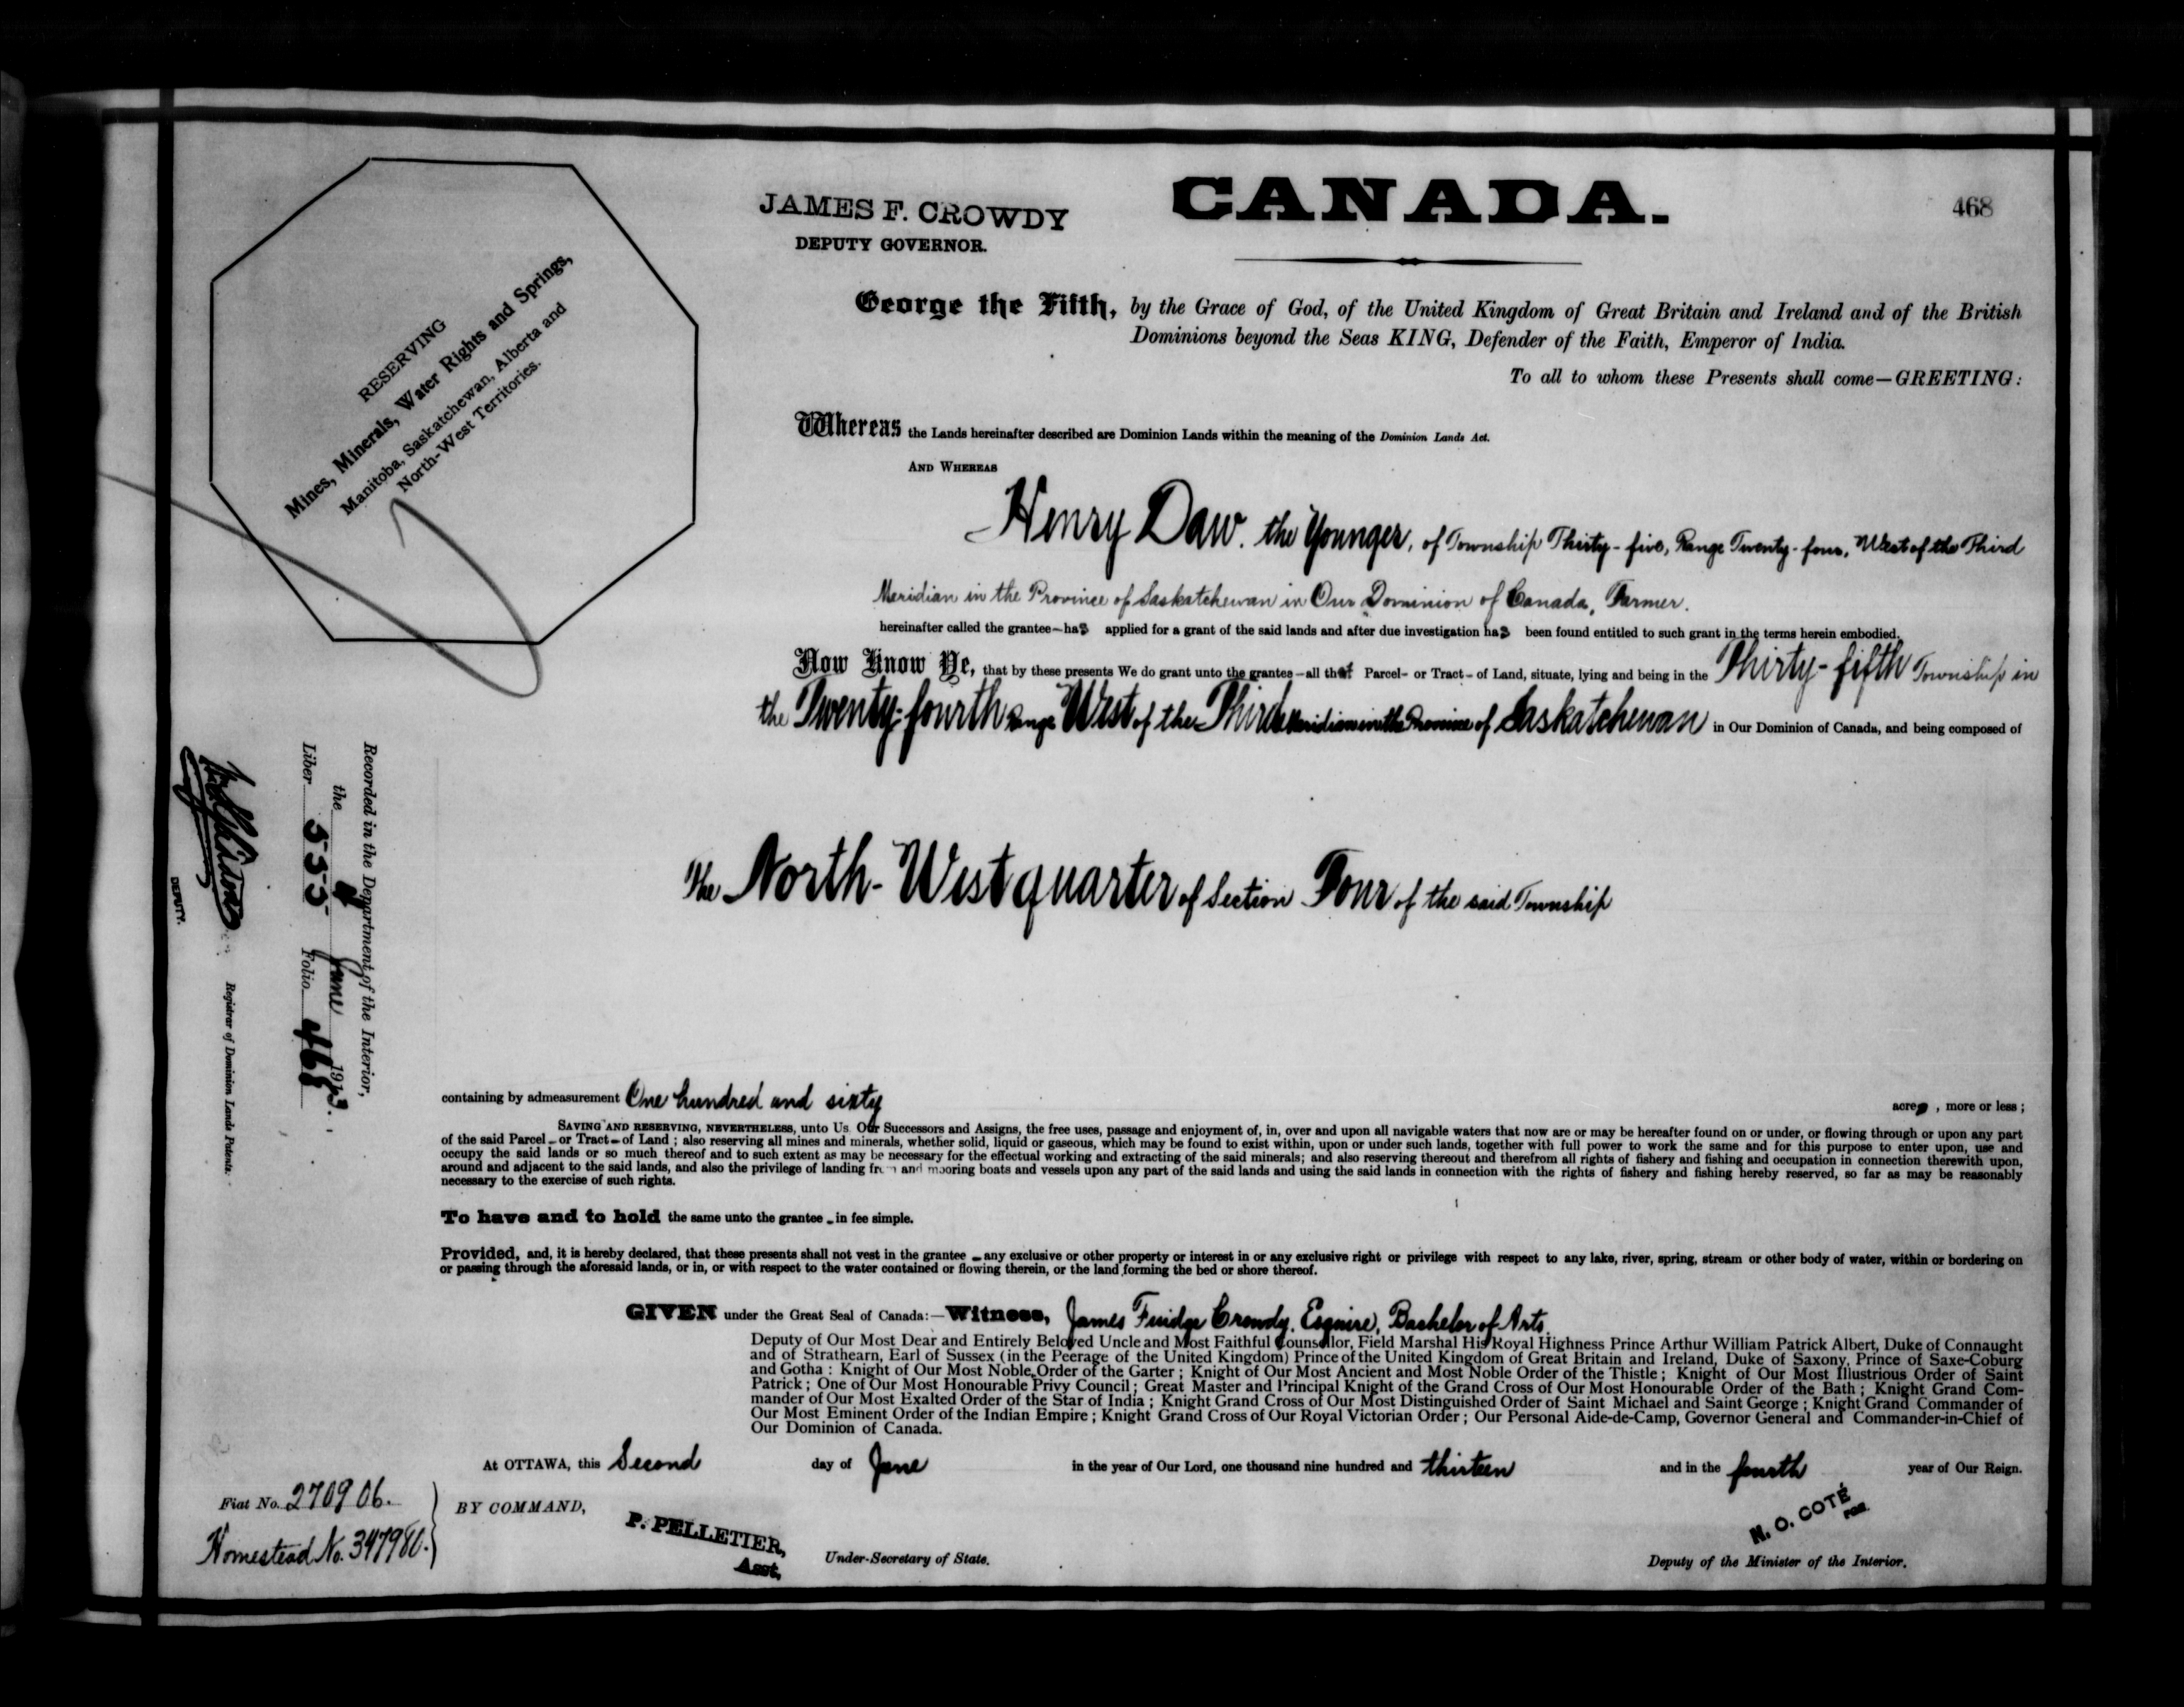 JAMES F. CROWDY
DEPUTY GOVERNOR.
CANADA.
468
RESERVING
Mines, Minerals, Water Rights and Springs,
Manitoba, Saskatchewan, Alberta and
North-West Territories.
George the Fifth, by the Grace of God, of the United Kingdom of Great Britain and Ireland and of the British
Dominions beyond the Seas KING, Defender of the Faith, Emperor of India.
To all to whom these Presents shall come—GREETING:
Whereas the Lands hereinafter described are Dominion Lands within the meaning of the Dominion Lands Act.
AND WHEREAS
Henry Daw. the Younger, of Township Thirty-five, Range Twenty-four, West of the Third
Meridian in the Province of Saskatchewan in Our Dominion of Canada, Farmer.
hereinafter called the grantee—has applied for a grant of the said lands and after due investigation has been found entitled to such grant in the terms herein embodied.
Now Know Ye, that by these presents We do grant unto the grantee—all that Parcel- or Tract- of Land, situate, lying and being in the Thirty-fifth Township in
the Twenty-fourth Range West of the Third Meridian in the Province of Saskatchewan in Our Dominion of Canada, and being composed of
The North-West quarter of Section Four of the said Township
Recorded in the Department of the Interior,
the 4 June 1913.
Liber 555 Folio 468
DEPUTY. Registrar of Dominion Lands Patents.
containing by admeasurement One hundred and sixty acres, more or less;
SAVING AND RESERVING, NEVERTHELESS, unto Us Our Successors and Assigns, the free uses, passage and enjoyment of, in, over and upon all navigable waters that now are or may be hereafter found on or under, or flowing through or upon any part
of the said Parcel - or Tract - of Land; also reserving all mines and minerals, whether solid, liquid or gaseous, which may be found to exist within, upon or under such lands, together with full power to work the same and for this purpose to enter upon, use and
occupy the said lands or so much thereof and to such extent as may be necessary for the effectual working and extracting of the said minerals; and also reserving thereout and therefrom all rights of fishery and fishing and occupation in connection therewith upon,
around and adjacent to the said lands, and also the privilege of landing from and mooring boats and vessels upon any part of the said lands and using the said lands in connection with the rights of fishery and fishing hereby reserved, so far as may be reasonably
necessary to the exercise of such rights.
To have and to hold the same unto the grantee - in fee simple.
Provided, and, it is hereby declared, that these presents shall not vest in the grantee - any exclusive or other property or interest in or any exclusive right or privilege with respect to any lake, river, spring, stream or other body of water, within or bordering on
or passing through the aforesaid lands, or in, or with respect to the water contained or flowing therein, or the land forming the bed or shore thereof.
GIVEN under the Great Seal of Canada:—Witness, James Fuidge Crowdy, Esquire, Bachelor of Arts,
Deputy of Our Most Dear and Entirely Beloved Uncle and Most Faithful Counsellor, Field Marshal His Royal Highness Prince Arthur William Patrick Albert, Duke of Connaught
and of Strathearn, Earl of Sussex (in the Peerage of the United Kingdom) Prince of the United Kingdom of Great Britain and Ireland, Duke of Saxony, Prince of Saxe-Coburg
and Gotha: Knight of Our Most Noble Order of the Garter; Knight of Our Most Ancient and Most Noble Order of the Thistle; Knight of Our Most Illustrious Order of Saint
Patrick; One of Our Most Honourable Privy Council; Great Master and Principal Knight of the Grand Cross of Our Most Honourable Order of the Bath; Knight Grand Com-
mander of Our Most Exalted Order of the Star of India; Knight Grand Cross of Our Most Distinguished Order of Saint Michael and Saint George; Knight Grand Commander of
Our Most Eminent Order of the Indian Empire; Knight Grand Cross of Our Royal Victorian Order; Our Personal Aide-de-Camp, Governor General and Commander-in-Chief of
Our Dominion of Canada.
At OTTAWA, this Second day of June in the year of Our Lord, one thousand nine hundred and thirteen and in the fourth year of Our Reign.
Fiat No. 270906.
Homestead No. 347980.
BY COMMAND,
P. PELLETIER,
Asst,
Under-Secretary of State.
N. O. COTÉ
FOR
Deputy of the Minister of the Interior.